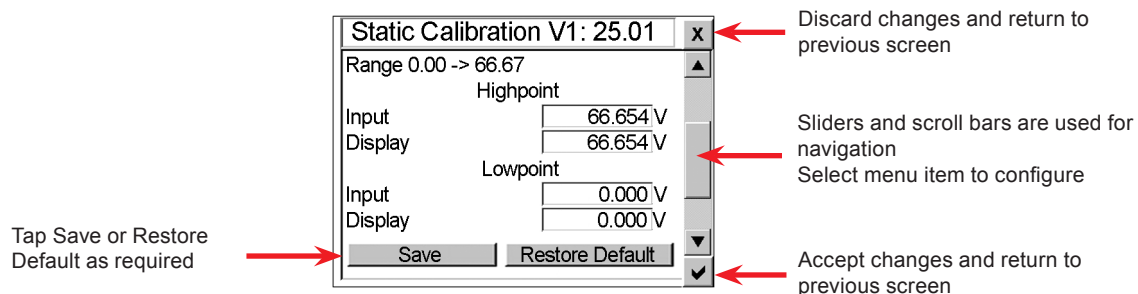 Static Calibration V1: 25.01 X
Discard changes and return to
previous screen
Range 0.00 -> 66.67
Highpoint
Input 66.654 V
Display 66.654 V
Sliders and scroll bars are used for
navigation
Select menu item to configure
Lowpoint
Input 0.000 V
Display 0.000 V
Tap Save or Restore
Default as required
Save Restore Default
Accept changes and return to
previous screen